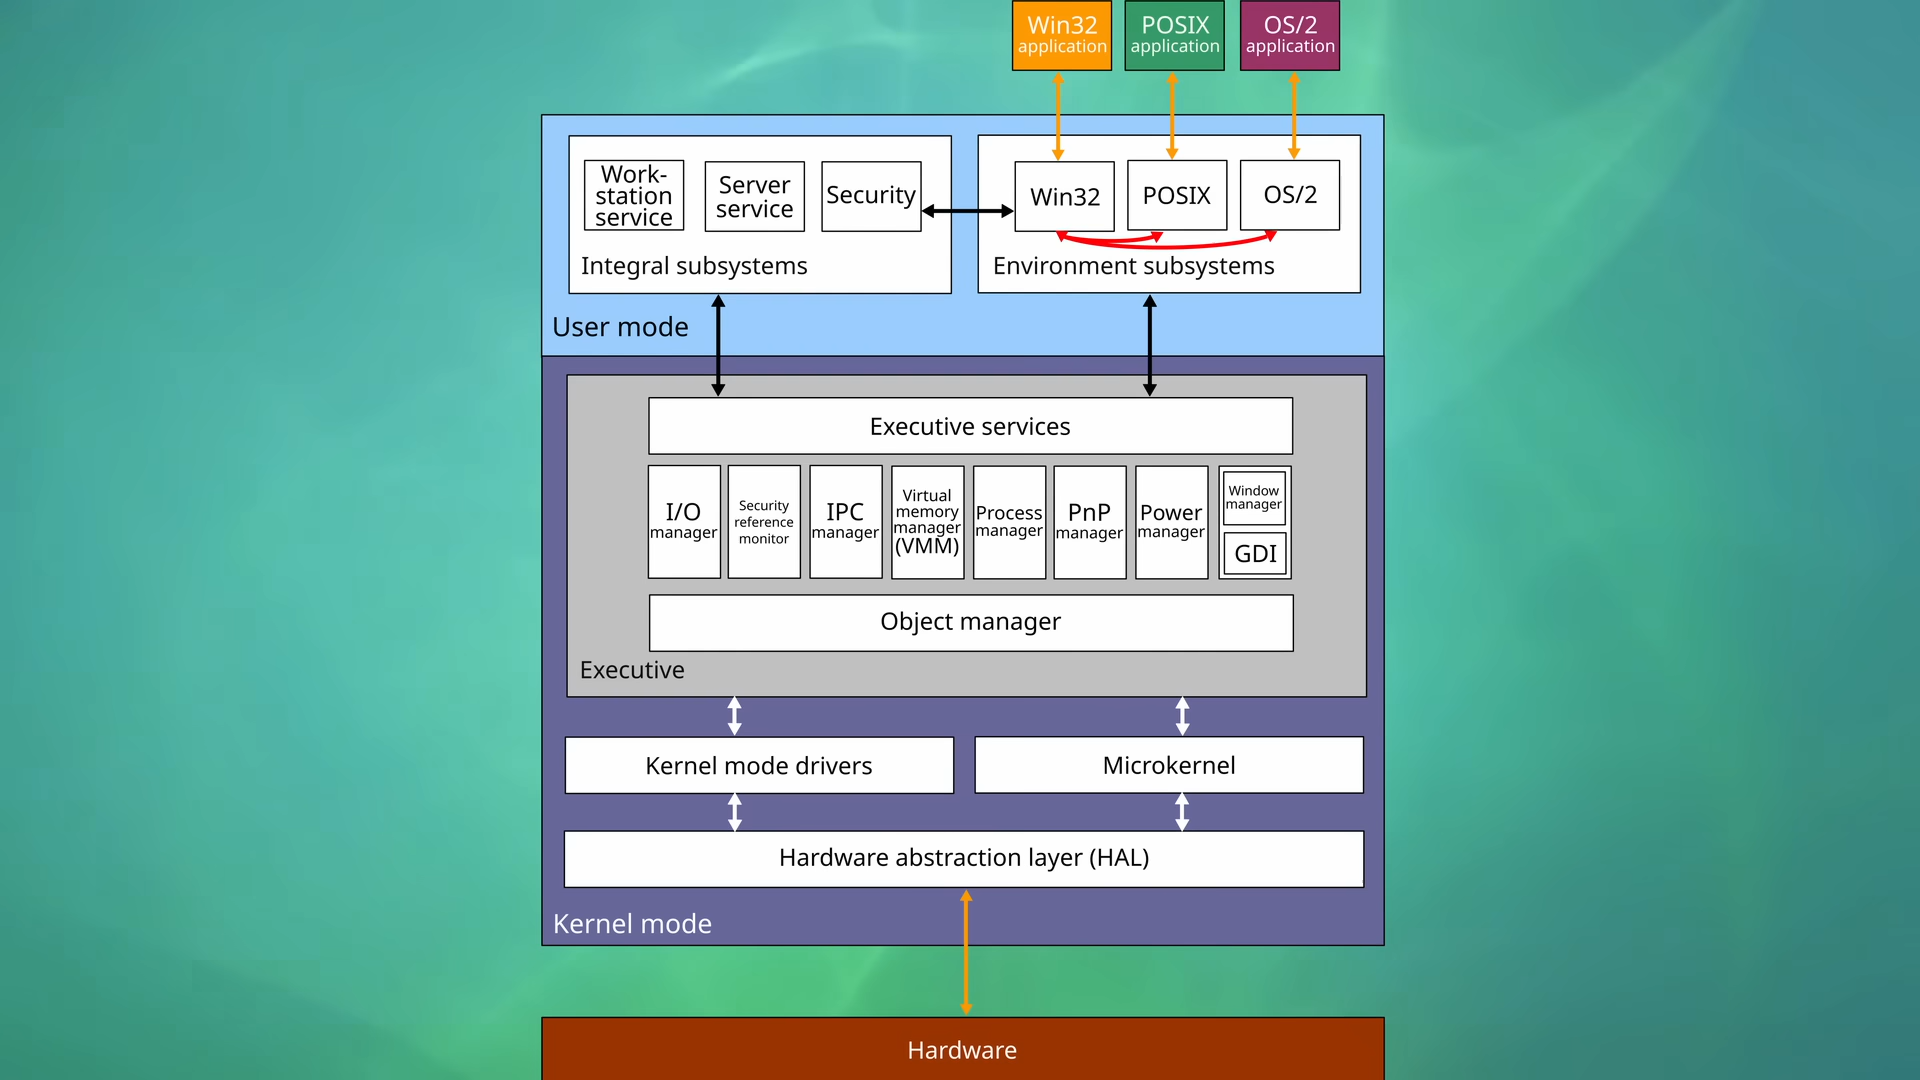 Win32
application
POSIX
application
OS/2
application
Work-
station
service
Server
service
Security
Integral subsystems
Win32
POSIX
OS/2
Environment subsystems
User mode
Executive services
I/O
manager
Security
reference
monitor
IPC
manager
Virtual
memory
manager
(VMM)
Process
manager
PnP
manager
Power
manager
Window
manager
GDI
Object manager
Executive
Kernel mode drivers
Microkernel
Hardware abstraction layer (HAL)
Kernel mode
Hardware